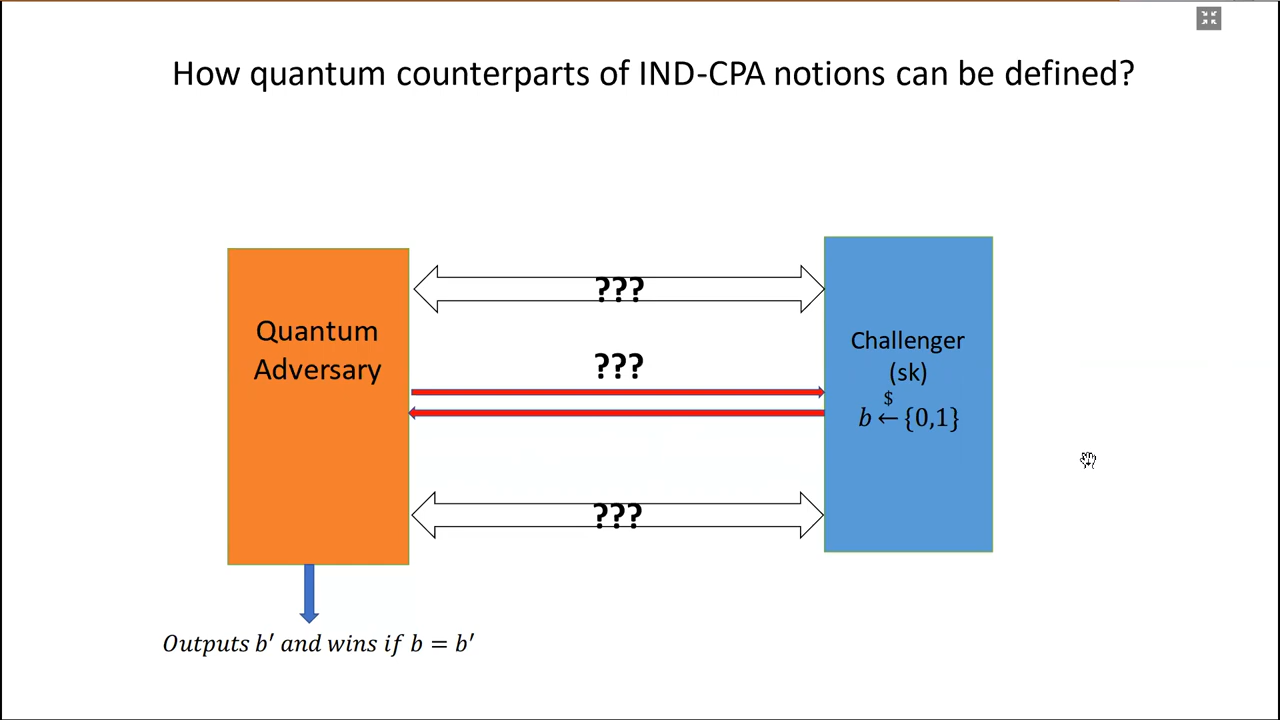 How quantum counterparts of IND-CPA notions can be defined?
???
Quantum
Adversary
???
Challenger
(sk)
$
b ← {0,1}
???
Outputs b′ and wins if b = b′